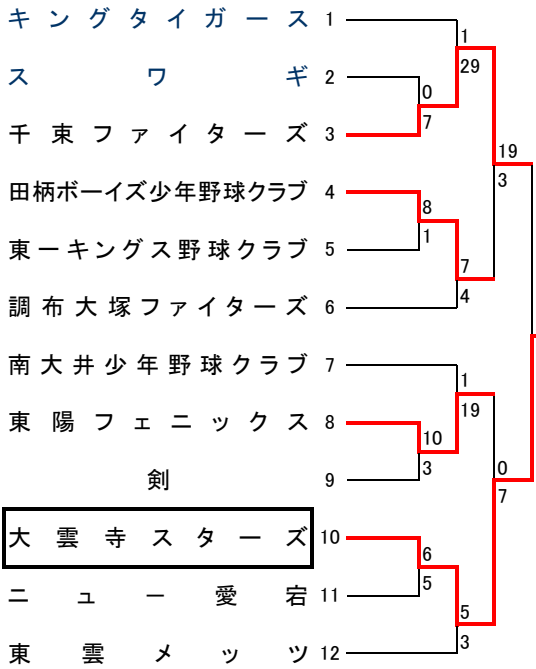 キングタイガース 1
1
スワギ 2
29
0
千東ファイターズ 3
7
19
3
田柄ボーイズ少年野球クラブ 4
8
東一キングス野球クラブ 5
1
7
調布大塚ファイターズ 6
4
南大井少年野球クラブ 7
1
東陽フェニックス 8
19
10
剣 9
3
0
7
大雲寺スターズ 10
6
ニュー愛宕 11
5
5
東雲メッツ 12
3